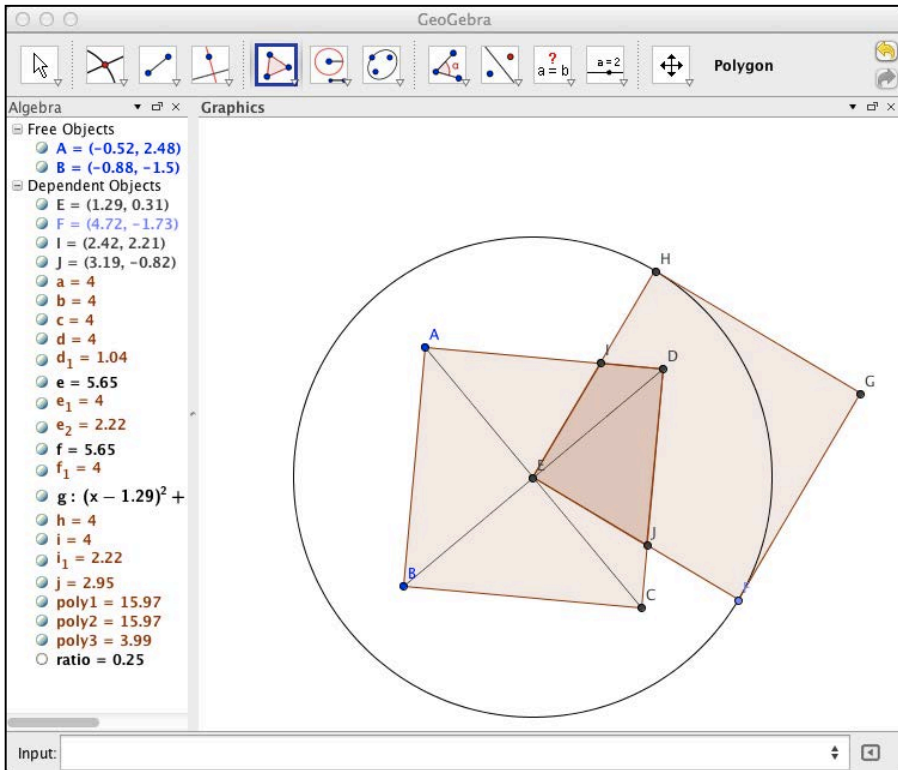 GeoGebra
α
?
a = b
a = 2
Polygon
Algebra
Graphics
Free Objects
A = (-0.52, 2.48)
B = (-0.88, -1.5)
Dependent Objects
E = (1.29, 0.31)
F = (4.72, -1.73)
I = (2.42, 2.21)
J = (3.19, -0.82)
a = 4
b = 4
c = 4
d = 4
d₁ = 1.04
e = 5.65
e₁ = 4
e₂ = 2.22
f = 5.65
f₁ = 4
g : (x − 1.29)² +
h = 4
i = 4
i₁ = 2.22
j = 2.95
poly1 = 15.97
poly2 = 15.97
poly3 = 3.99
ratio = 0.25
H
A
I
D
G
E
J
B
C
F
Input: